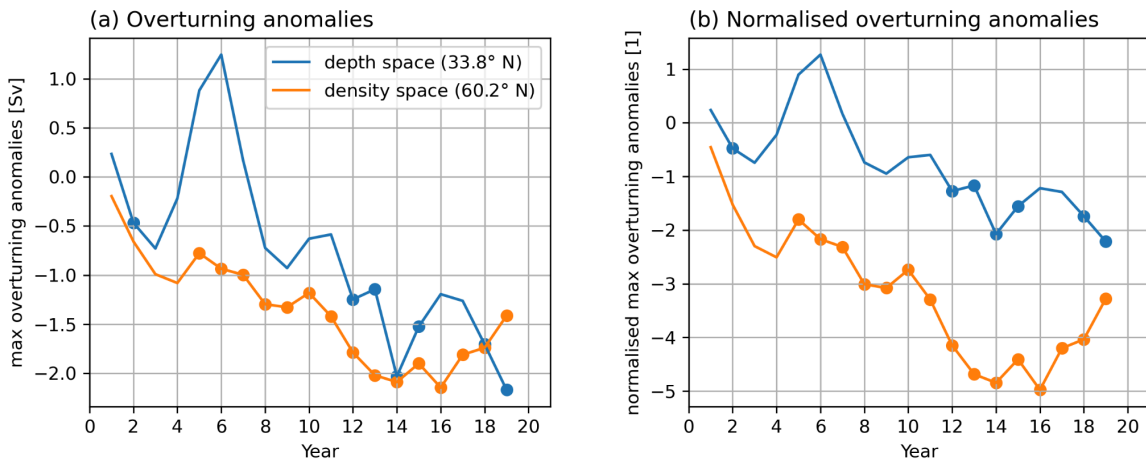 (a) Overturning anomalies
max overturning anomalies [Sv]
1.0
0.5
0.0
−0.5
−1.0
−1.5
−2.0
depth space (33.8° N)
density space (60.2° N)
0 2 4 6 8 10 12 14 16 18 20
Year
(b) Normalised overturning anomalies
normalised max overturning anomalies [1]
1
0
−1
−2
−3
−4
−5
0 2 4 6 8 10 12 14 16 18 20
Year